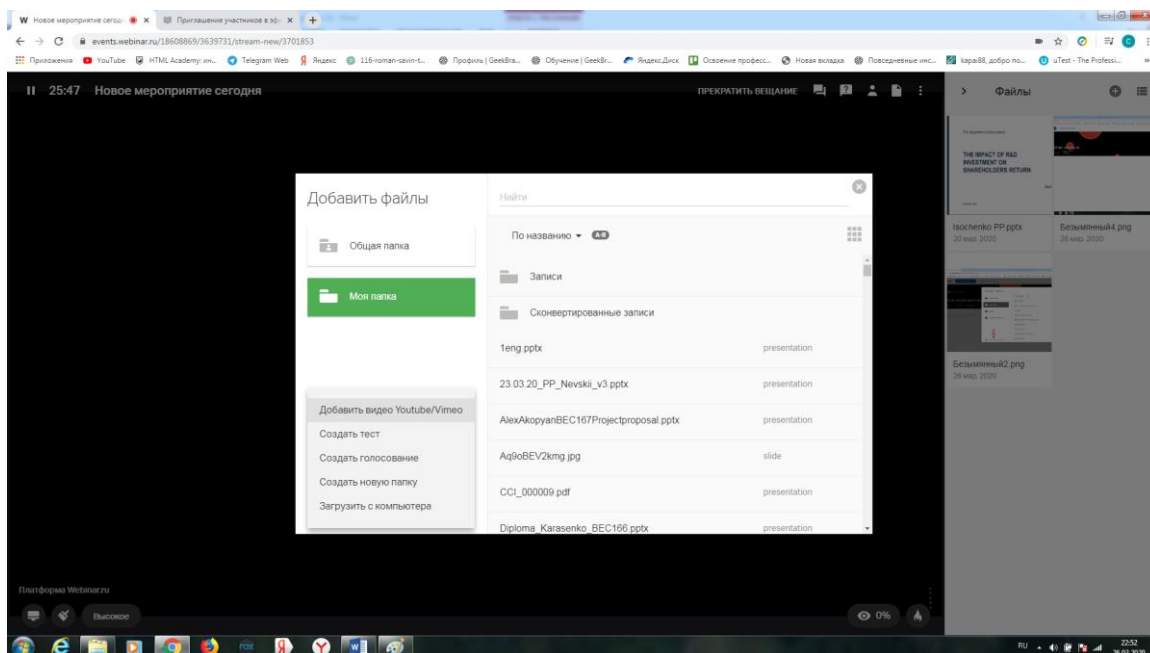 Новое мероприятие сегод
Приглашение участников в эф
events.webinar.ru/18608869/3639731/stream-new/3701853
Приложения YouTube HTML Academy: ин... Telegram Web Яндекс 116-roman-savin-t... Профиль | GeekBra... Обучение | GeekBr... Яндекс.Диск Освоение професс... Новая вкладка Повседневные инс... kapai88, добро по... uTest - The Professi...
25:47 Новое мероприятие сегодня ПРЕКРАТИТЬ ВЕЩАНИЕ
Файлы
THE IMPACT OF R&D
INVESTMENT ON
SHAREHOLDERS RETURN
Isochenko PP.pptx
20 мар. 2020
Безымянный4.png
26 мар. 2020
Безымянный2.png
26 мар. 2020
Добавить файлы
Общая папка
Моя папка
Добавить видео Youtube/Vimeo
Создать тест
Создать голосование
Создать новую папку
Загрузить с компьютера
Найти
По названию А-Я
Записи
Сконвертированные записи
1eng.pptx presentation
23.03.20_PP_Nevskii_v3.pptx presentation
AlexAkopyanBEC167Projectproposal.pptx presentation
Aq9oBEV2kmg.jpg slide
CCI_000009.pdf presentation
Diploma_Karasenko_BEC166.pptx presentation
Платформа Webinar.ru
Высокое
0%
RU
22:52
26.03.2020